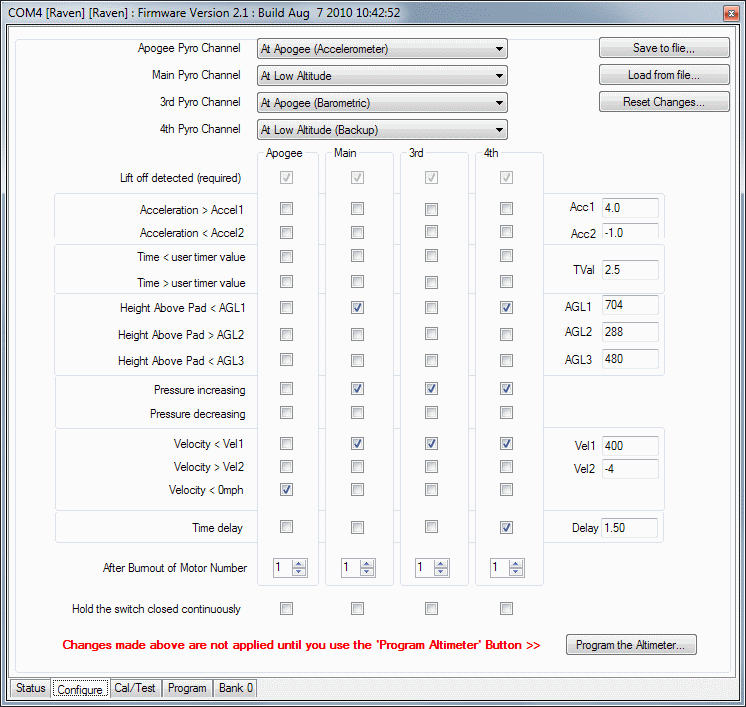 COM4 [Raven] [Raven] : Firmware Version 2.1 : Build Aug 7 2010 10:42:52
Apogee Pyro Channel At Apogee (Accelerometer) Save to flie...
Main Pyro Channel At Low Altitude Load from file...
3rd Pyro Channel At Apogee (Barometric) Reset Changes...
4th Pyro Channel At Low Altitude (Backup)
Apogee Main 3rd 4th
Lift off detected (required)
Acceleration > Accel1 Acc1 4.0
Acceleration < Accel2 Acc2 -1.0
Time < user timer value
TVal 2.5
Time > user timer value
Height Above Pad < AGL1 AGL1 704
Height Above Pad > AGL2 AGL2 288
Height Above Pad < AGL3 AGL3 480
Pressure increasing
Pressure decreasing
Velocity < Vel1 Vel1 400
Velocity > Vel2 Vel2 -4
Velocity < 0mph
Time delay Delay 1.50
After Burnout of Motor Number 1 1 1 1
Hold the switch closed continuously
Changes made above are not applied until you use the 'Program Altimeter' Button >> Program the Altimeter...
Status Configure Cal/Test Program Bank 0